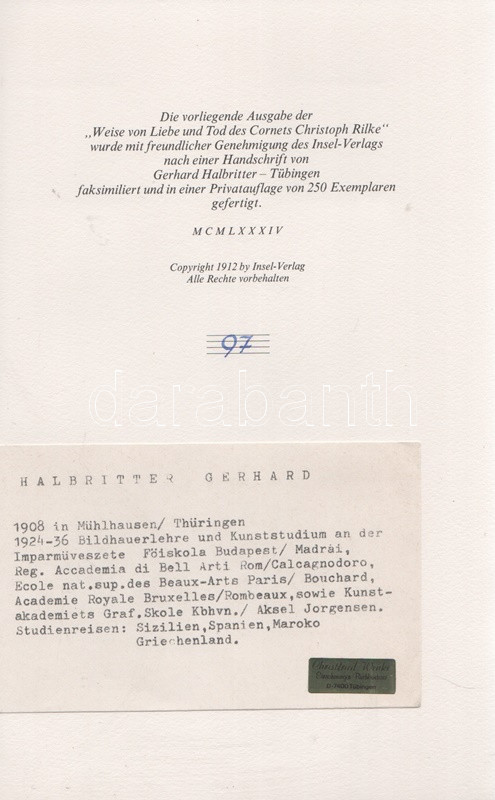 Die vorliegende Ausgabe der
„Weise von Liebe und Tod des Cornets Christoph Rilke“
wurde mit freundlicher Genehmigung des Insel-Verlags
nach einer Handschrift von
Gerhard Halbritter – Tübingen
faksimiliert und in einer Privatauflage von 250 Exemplaren
gefertigt.
MCMLXXXIV
Copyright 1912 by Insel-Verlag
Alle Rechte vorbehalten
97
darabanth
HALBRITTER GERHARD
1908 in Mühlhausen/ Thüringen
1924-36 Bildhauerlehre und Kunststudium an der
Imparmüveszete Föiskola Budapest/ Madrái,
Reg. Accademia di Bell Arti Rom/Calcagnodoro,
Ecole nat.sup.des Beaux-Arts Paris/ Bouchard,
Academie Royale Bruxelles/Rombeaux,sowie Kunst-
akademiets Graf.Skole Kbhvn./ Aksel Jorgensen.
Studienreisen: Sizilien,Spanien,Maroko
Griechenland.
Tübingen